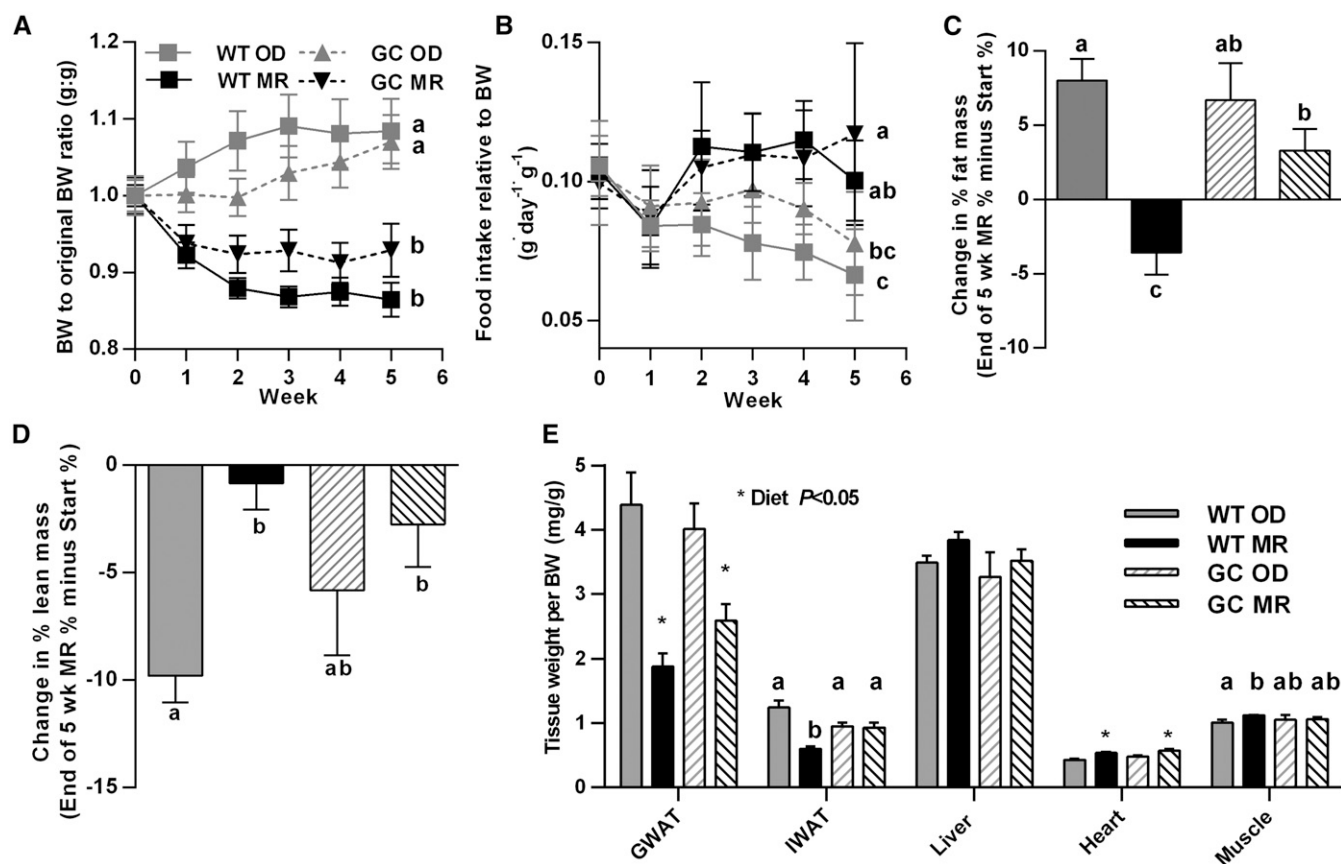 A
BW to original BW ratio (g:g)
1.2
1.1
1.0
0.9
0.8
WT OD
GC OD
WT MR
GC MR
a
a
b
b
0 1 2 3 4 5 6
Week
B
Food intake relative to BW
(g· day⁻¹· g⁻¹)
0.15
0.10
0.05
a
ab
bc
c
0 1 2 3 4 5 6
Week
C
Change in % fat mass
(End of 5 wk MR % minus Start %)
10
5
0
-5
-10
a
c
ab
b
D
Change in % lean mass
(End of 5 wk MR % minus Start %)
0
-5
-10
-15
a
b
ab
b
E
Tissue weight per BW (mg/g)
5
4
3
2
1
0
* Diet P<0.05
WT OD
WT MR
GC OD
GC MR
* *
a b a a
* *
a b ab ab
GWAT IWAT Liver Heart Muscle